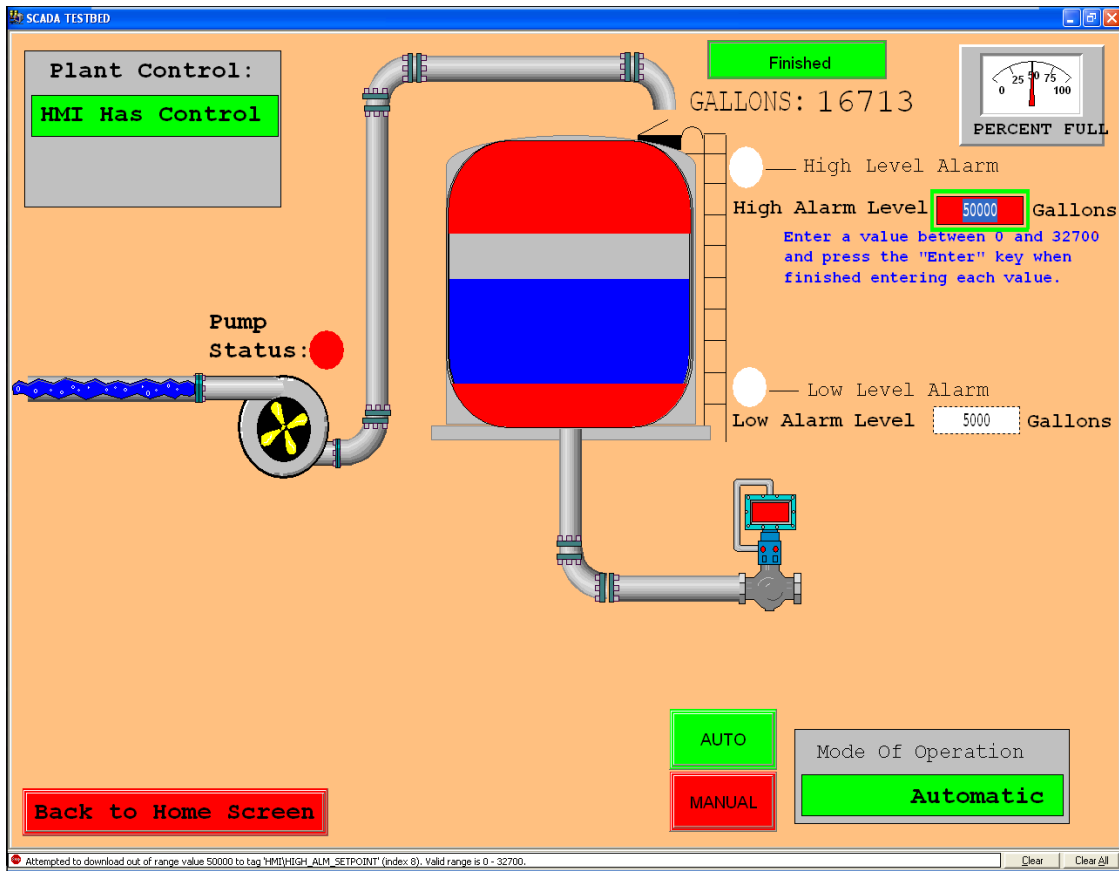 SCADA TESTBED
Plant Control:
HMI Has Control
Finished
GALLONS: 16713
0 25 50 75 100
PERCENT FULL
High Level Alarm
High Alarm Level 50000 Gallons
Enter a value between 0 and 32700
and press the "Enter" key when
finished entering each value.
Pump
Status:
Low Level Alarm
Low Alarm Level 5000 Gallons
AUTO
MANUAL
Mode Of Operation
Automatic
Back to Home Screen
Attempted to download out of range value 50000 to tag 'HMI\HIGH_ALM_SETPOINT' (index 8). Valid range is 0 - 32700.
Clear
Clear All